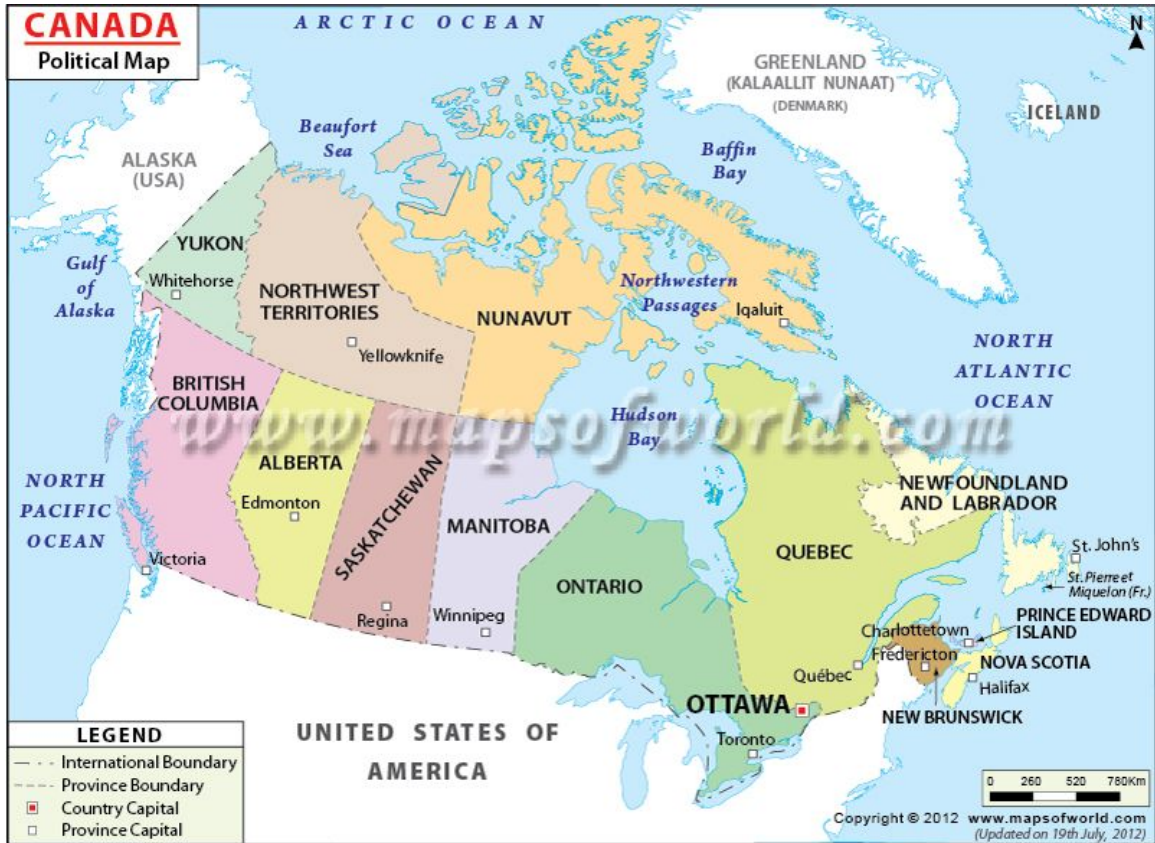 CANADA
Political Map
ARCTIC OCEAN
GREENLAND
(KALAALLIT NUNAAT)
(DENMARK)
N
ICELAND
Beaufort
Sea
Baffin
Bay
ALASKA
(USA)
YUKON
Whitehorse
Gulf
of
Alaska
NORTHWEST
TERRITORIES
Yellowknife
NUNAVUT
Northwestern
Passages
Iqaluit
NORTH
ATLANTIC
OCEAN
BRITISH
COLUMBIA
Hudson
Bay
www.mapsofworld.com
NORTH
PACIFIC
OCEAN
ALBERTA
Edmonton
SASKATCHEWAN
MANITOBA
NEWFOUNDLAND
AND LABRADOR
QUEBEC
ONTARIO
Victoria
Regina
Winnipeg
St. John's
St. Pierre et
Miquelon (Fr.)
PRINCE EDWARD
ISLAND
Charlottetown
Fredericton
NOVA SCOTIA
Halifax
Québec
NEW BRUNSWICK
OTTAWA
Toronto
UNITED STATES OF
AMERICA
LEGEND
International Boundary
Province Boundary
Country Capital
Province Capital
0 260 520 780Km
Copyright © 2012 www.mapsofworld.com
(Updated on 19th July, 2012)